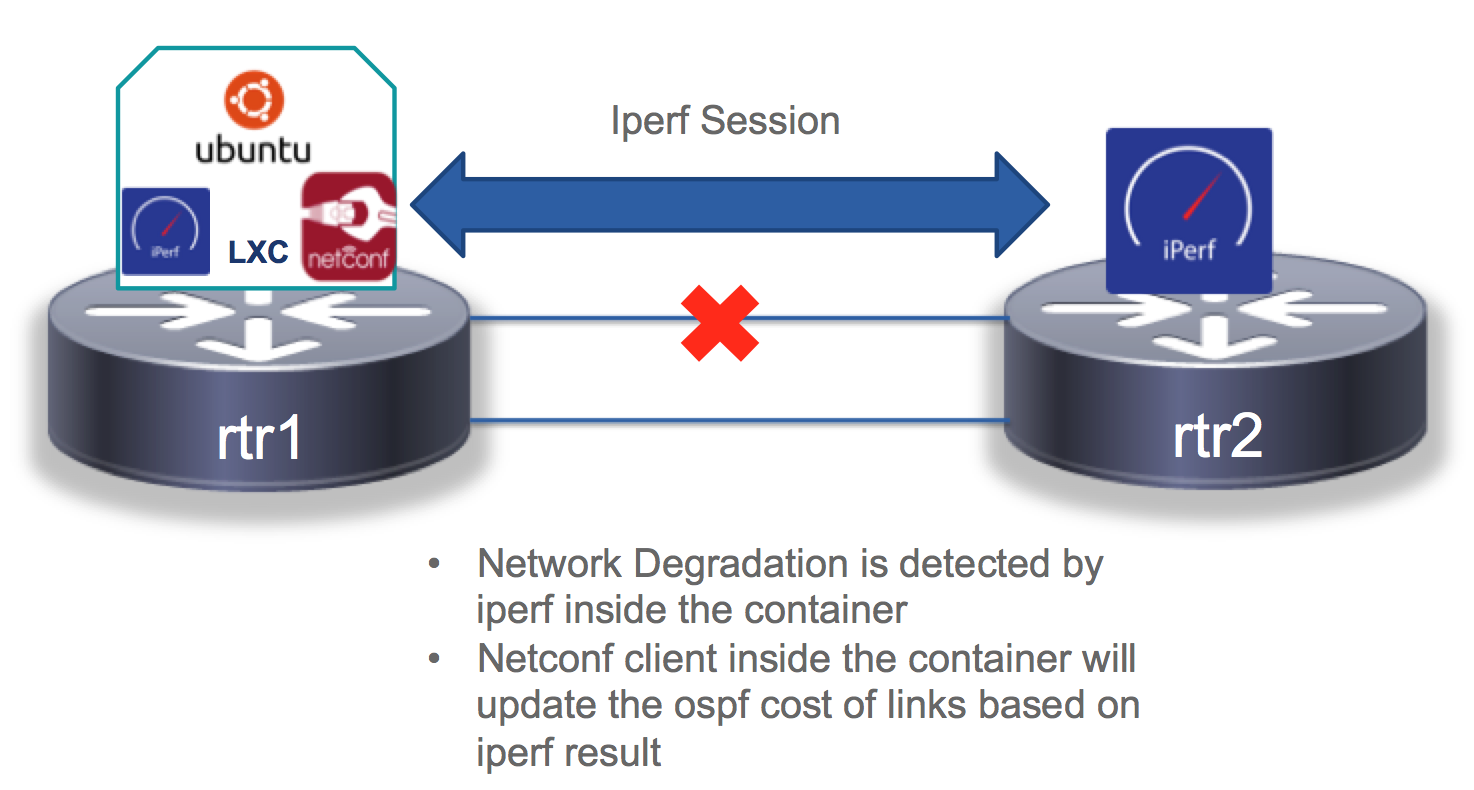 Iperf Session
ubuntu
iPerf
LXC
netconf
iPerf
rtr1
rtr2
• Network Degradation is detected by
iperf inside the container
• Netconf client inside the container will
update the ospf cost of links based on
iperf result